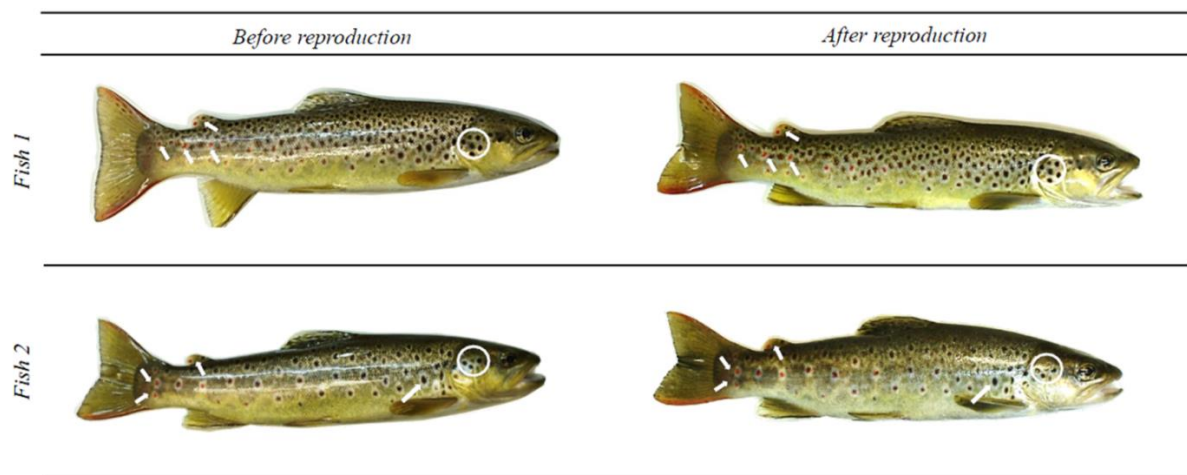 Before reproduction
After reproduction
Fish 1
Fish 2